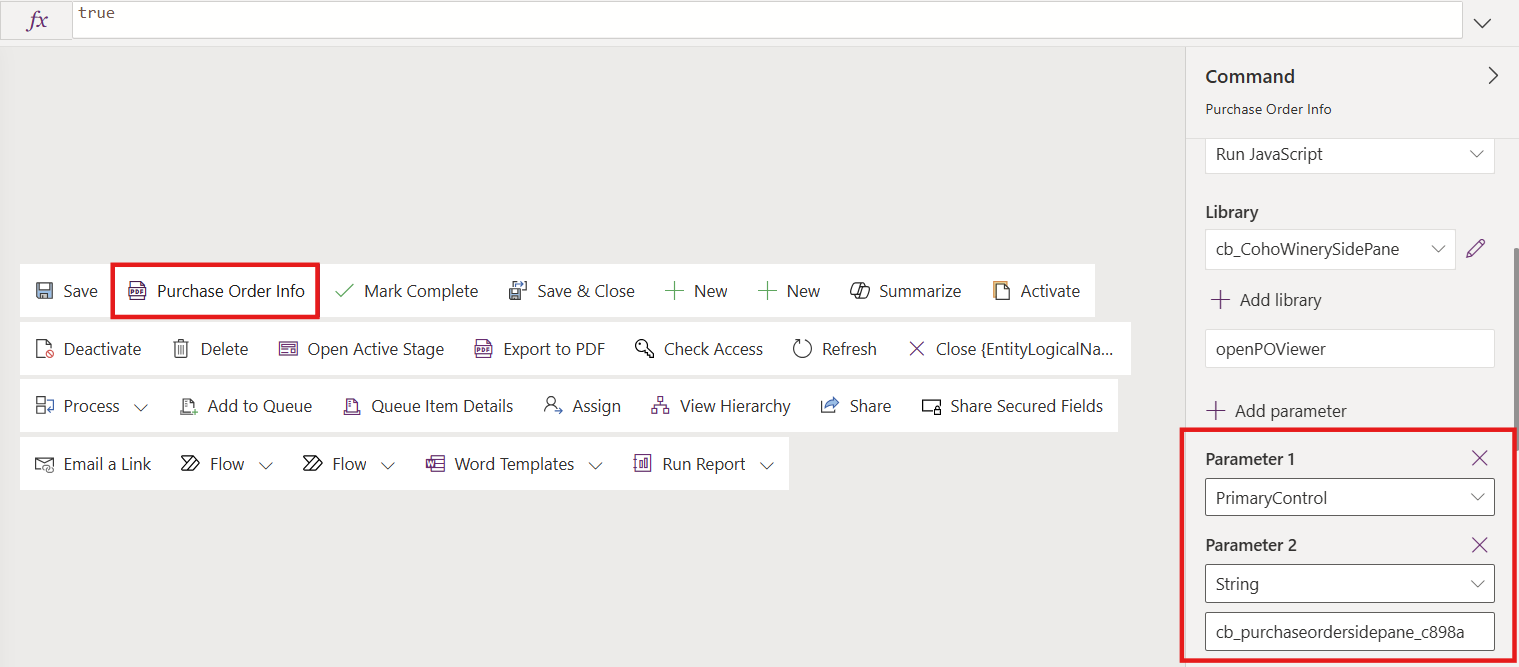 fx true
Command
Purchase Order Info
Run JavaScript
Library
cb_CohoWinerySidePane
Add library
openPOViewer
Add parameter
Parameter 1
PrimaryControl
Parameter 2
String
cb_purchaseordersidepane_c898a
Save Purchase Order Info Mark Complete Save & Close New New Summarize Activate
Deactivate Delete Open Active Stage PDF Export to PDF Check Access Refresh Close {EntityLogicalNa...
Process Add to Queue Queue Item Details Assign View Hierarchy Share Share Secured Fields
Email a Link Flow Flow Word Templates Run Report